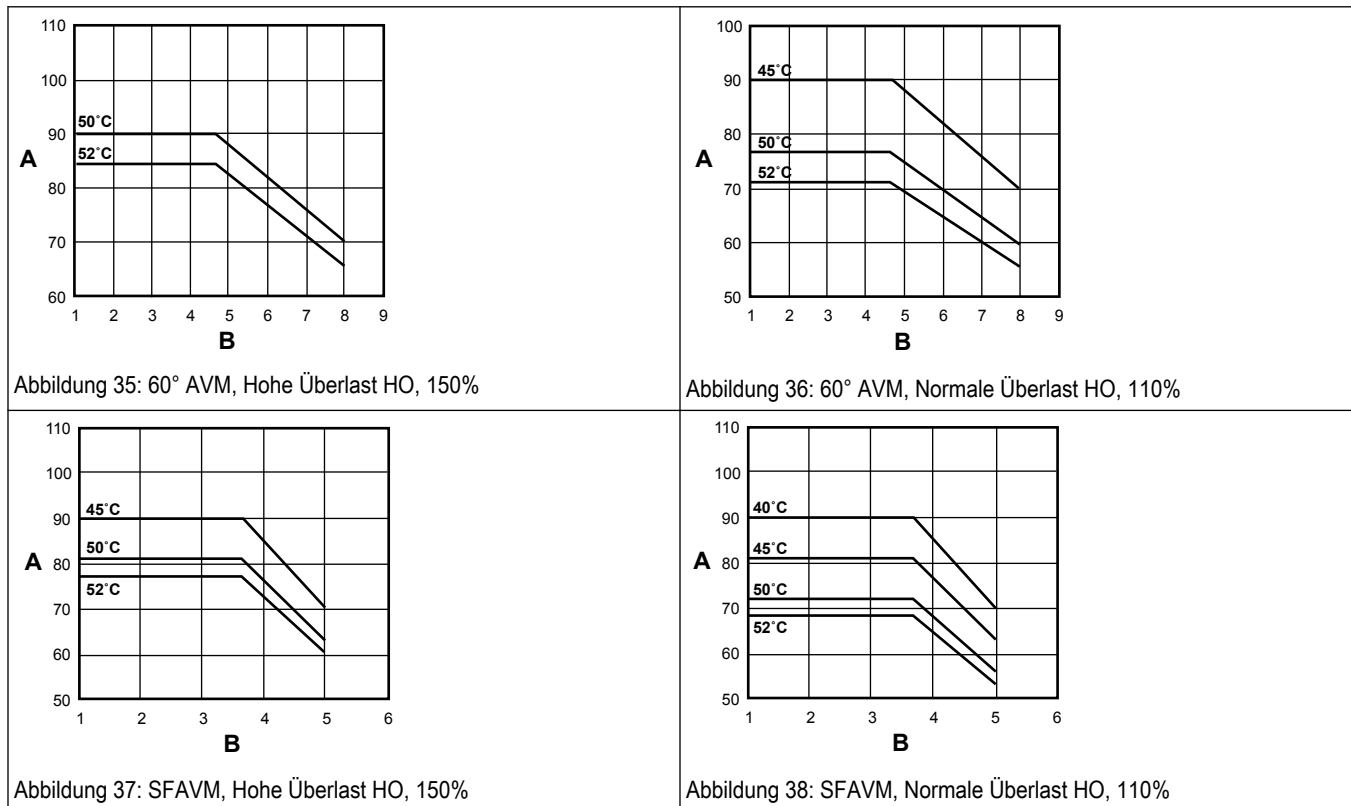 110
100
90
80
70
60
50˚C
52˚C
A
1 2 3 4 5 6 7 8 9
B
Abbildung 35: 60° AVM, Hohe Überlast HO, 150%
100
90
80
70
60
50
45˚C
50˚C
52˚C
A
1 2 3 4 5 6 7 8 9
B
Abbildung 36: 60° AVM, Normale Überlast HO, 110%
110
100
90
80
70
60
50
45˚C
50˚C
52˚C
A
1 2 3 4 5 6
B
Abbildung 37: SFAVM, Hohe Überlast HO, 150%
110
100
90
80
70
60
50
40˚C
45˚C
50˚C
52˚C
A
1 2 3 4 5 6
B
Abbildung 38: SFAVM, Normale Überlast HO, 110%